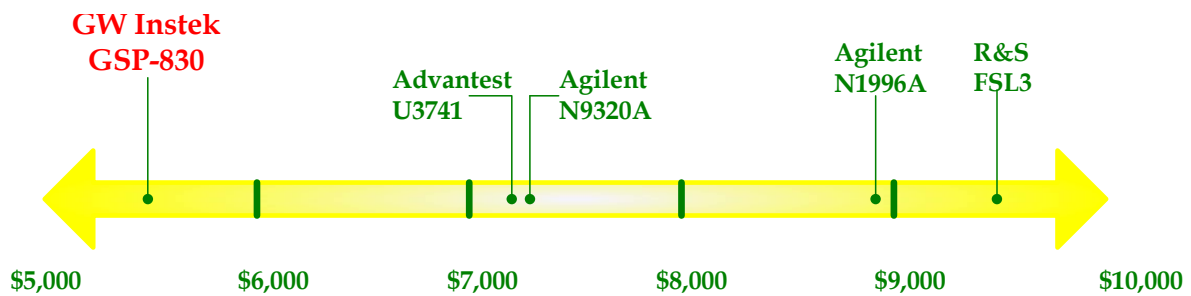 GW Instek
GSP-830
Advantest
U3741
Agilent
N9320A
Agilent
N1996A
R&S
FSL3
$5,000
$6,000
$7,000
$8,000
$9,000
$10,000